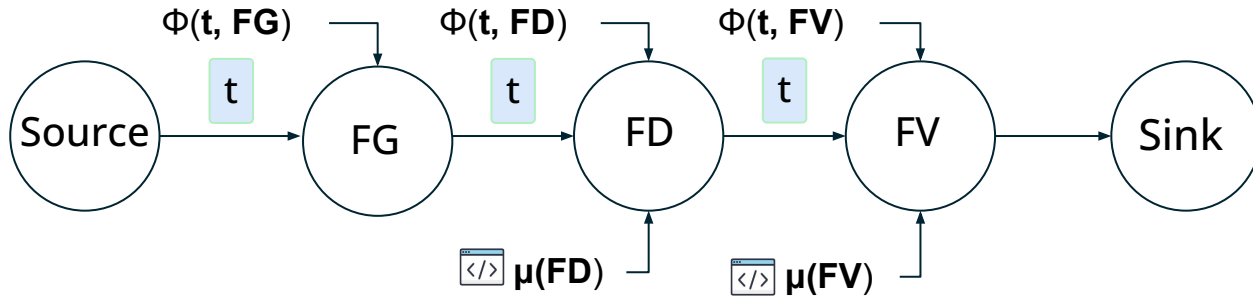 Φ(t, FG)
Φ(t, FD)
Φ(t, FV)
t
t
t
Source
FG
FD
FV
Sink
</> μ(FD)
</> μ(FV)